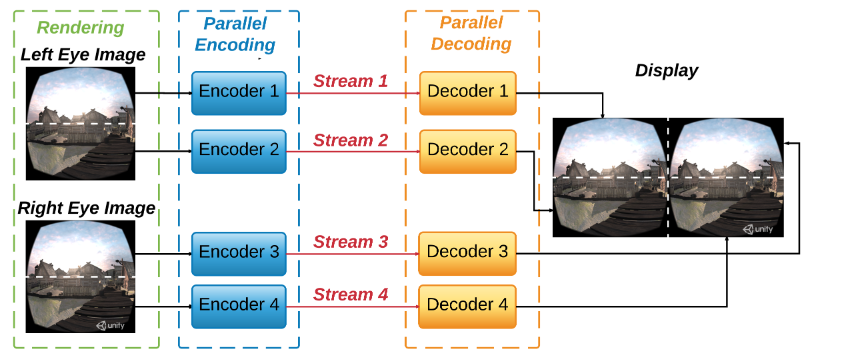 Rendering
Left Eye Image
Right Eye Image
unity
Parallel
Encoding
Encoder 1
Encoder 2
Encoder 3
Encoder 4
Stream 1
Stream 2
Stream 3
Stream 4
Parallel
Decoding
Decoder 1
Decoder 2
Decoder 3
Decoder 4
Display
unity